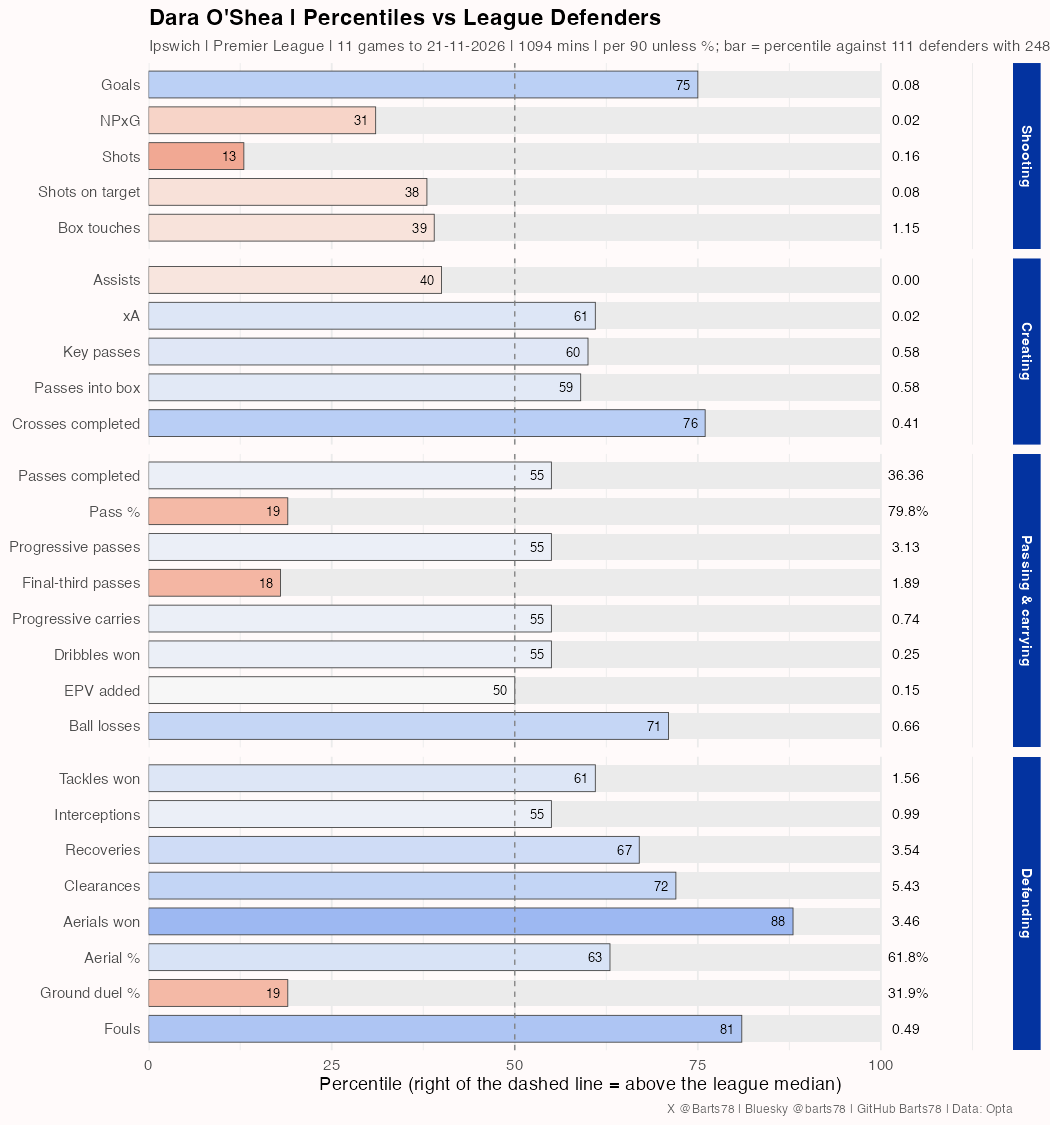 Dara O'Shea | Percentiles vs League Defenders
Ipswich | Premier League | 11 games to 21-11-2026 | 1094 mins | per 90 unless %; bar = percentile against 111 defenders with 248
Goals 75 0.08
NPxG 31 0.02
Shots 13 0.16
Shots on target 38 0.08
Box touches 39 1.15
Shooting
Assists 40 0.00
xA 61 0.02
Key passes 60 0.58
Passes into box 59 0.58
Crosses completed 76 0.41
Creating
Passes completed 55 36.36
Pass % 19 79.8%
Progressive passes 55 3.13
Final-third passes 18 1.89
Progressive carries 55 0.74
Dribbles won 55 0.25
EPV added 50 0.15
Ball losses 71 0.66
Passing & carrying
Tackles won 61 1.56
Interceptions 55 0.99
Recoveries 67 3.54
Clearances 72 5.43
Aerials won 88 3.46
Aerial % 63 61.8%
Ground duel % 19 31.9%
Fouls 81 0.49
Defending
0 25 50 75 100
Percentile (right of the dashed line = above the league median)
X @Barts78 | Bluesky @barts78 | GitHub Barts78 | Data: Opta